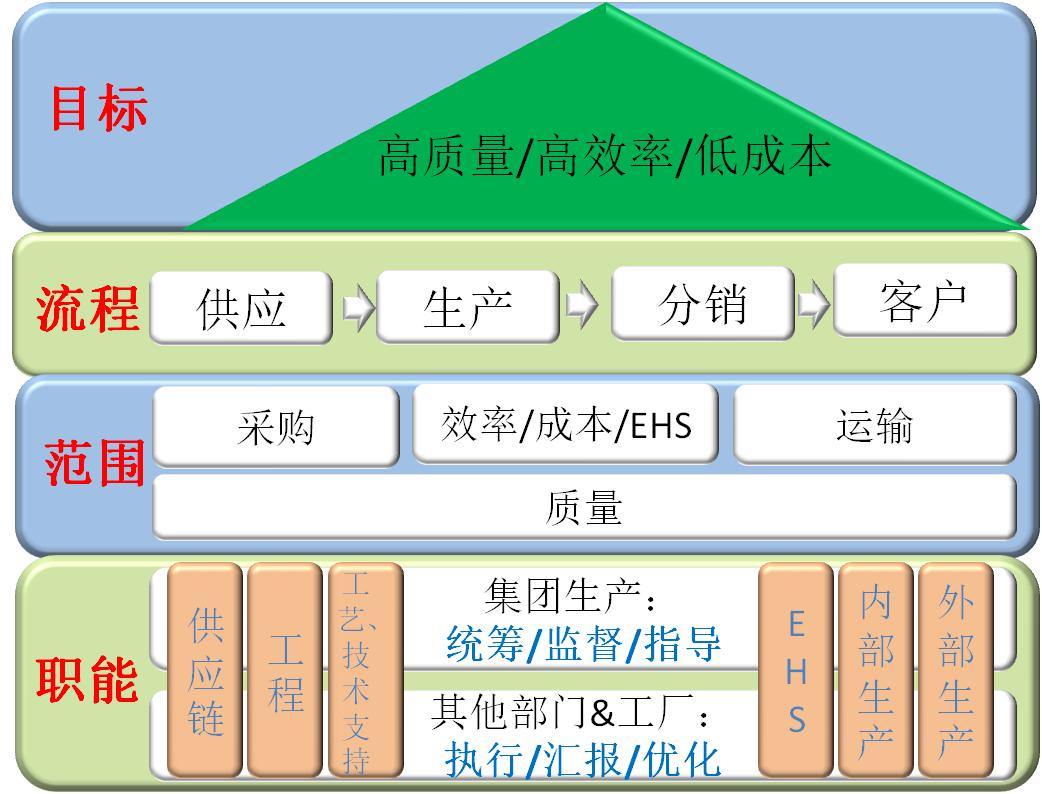 目标
高质量/高效率/低成本
流程
供应
生产
分销
客户
范围
采购
效率/成本/EHS
运输
质量
职能
供应链
工程
工艺、技术支持
集团生产：
统筹/监督/指导
其他部门&工厂：
执行/汇报/优化
EHS
内部生产
外部生产